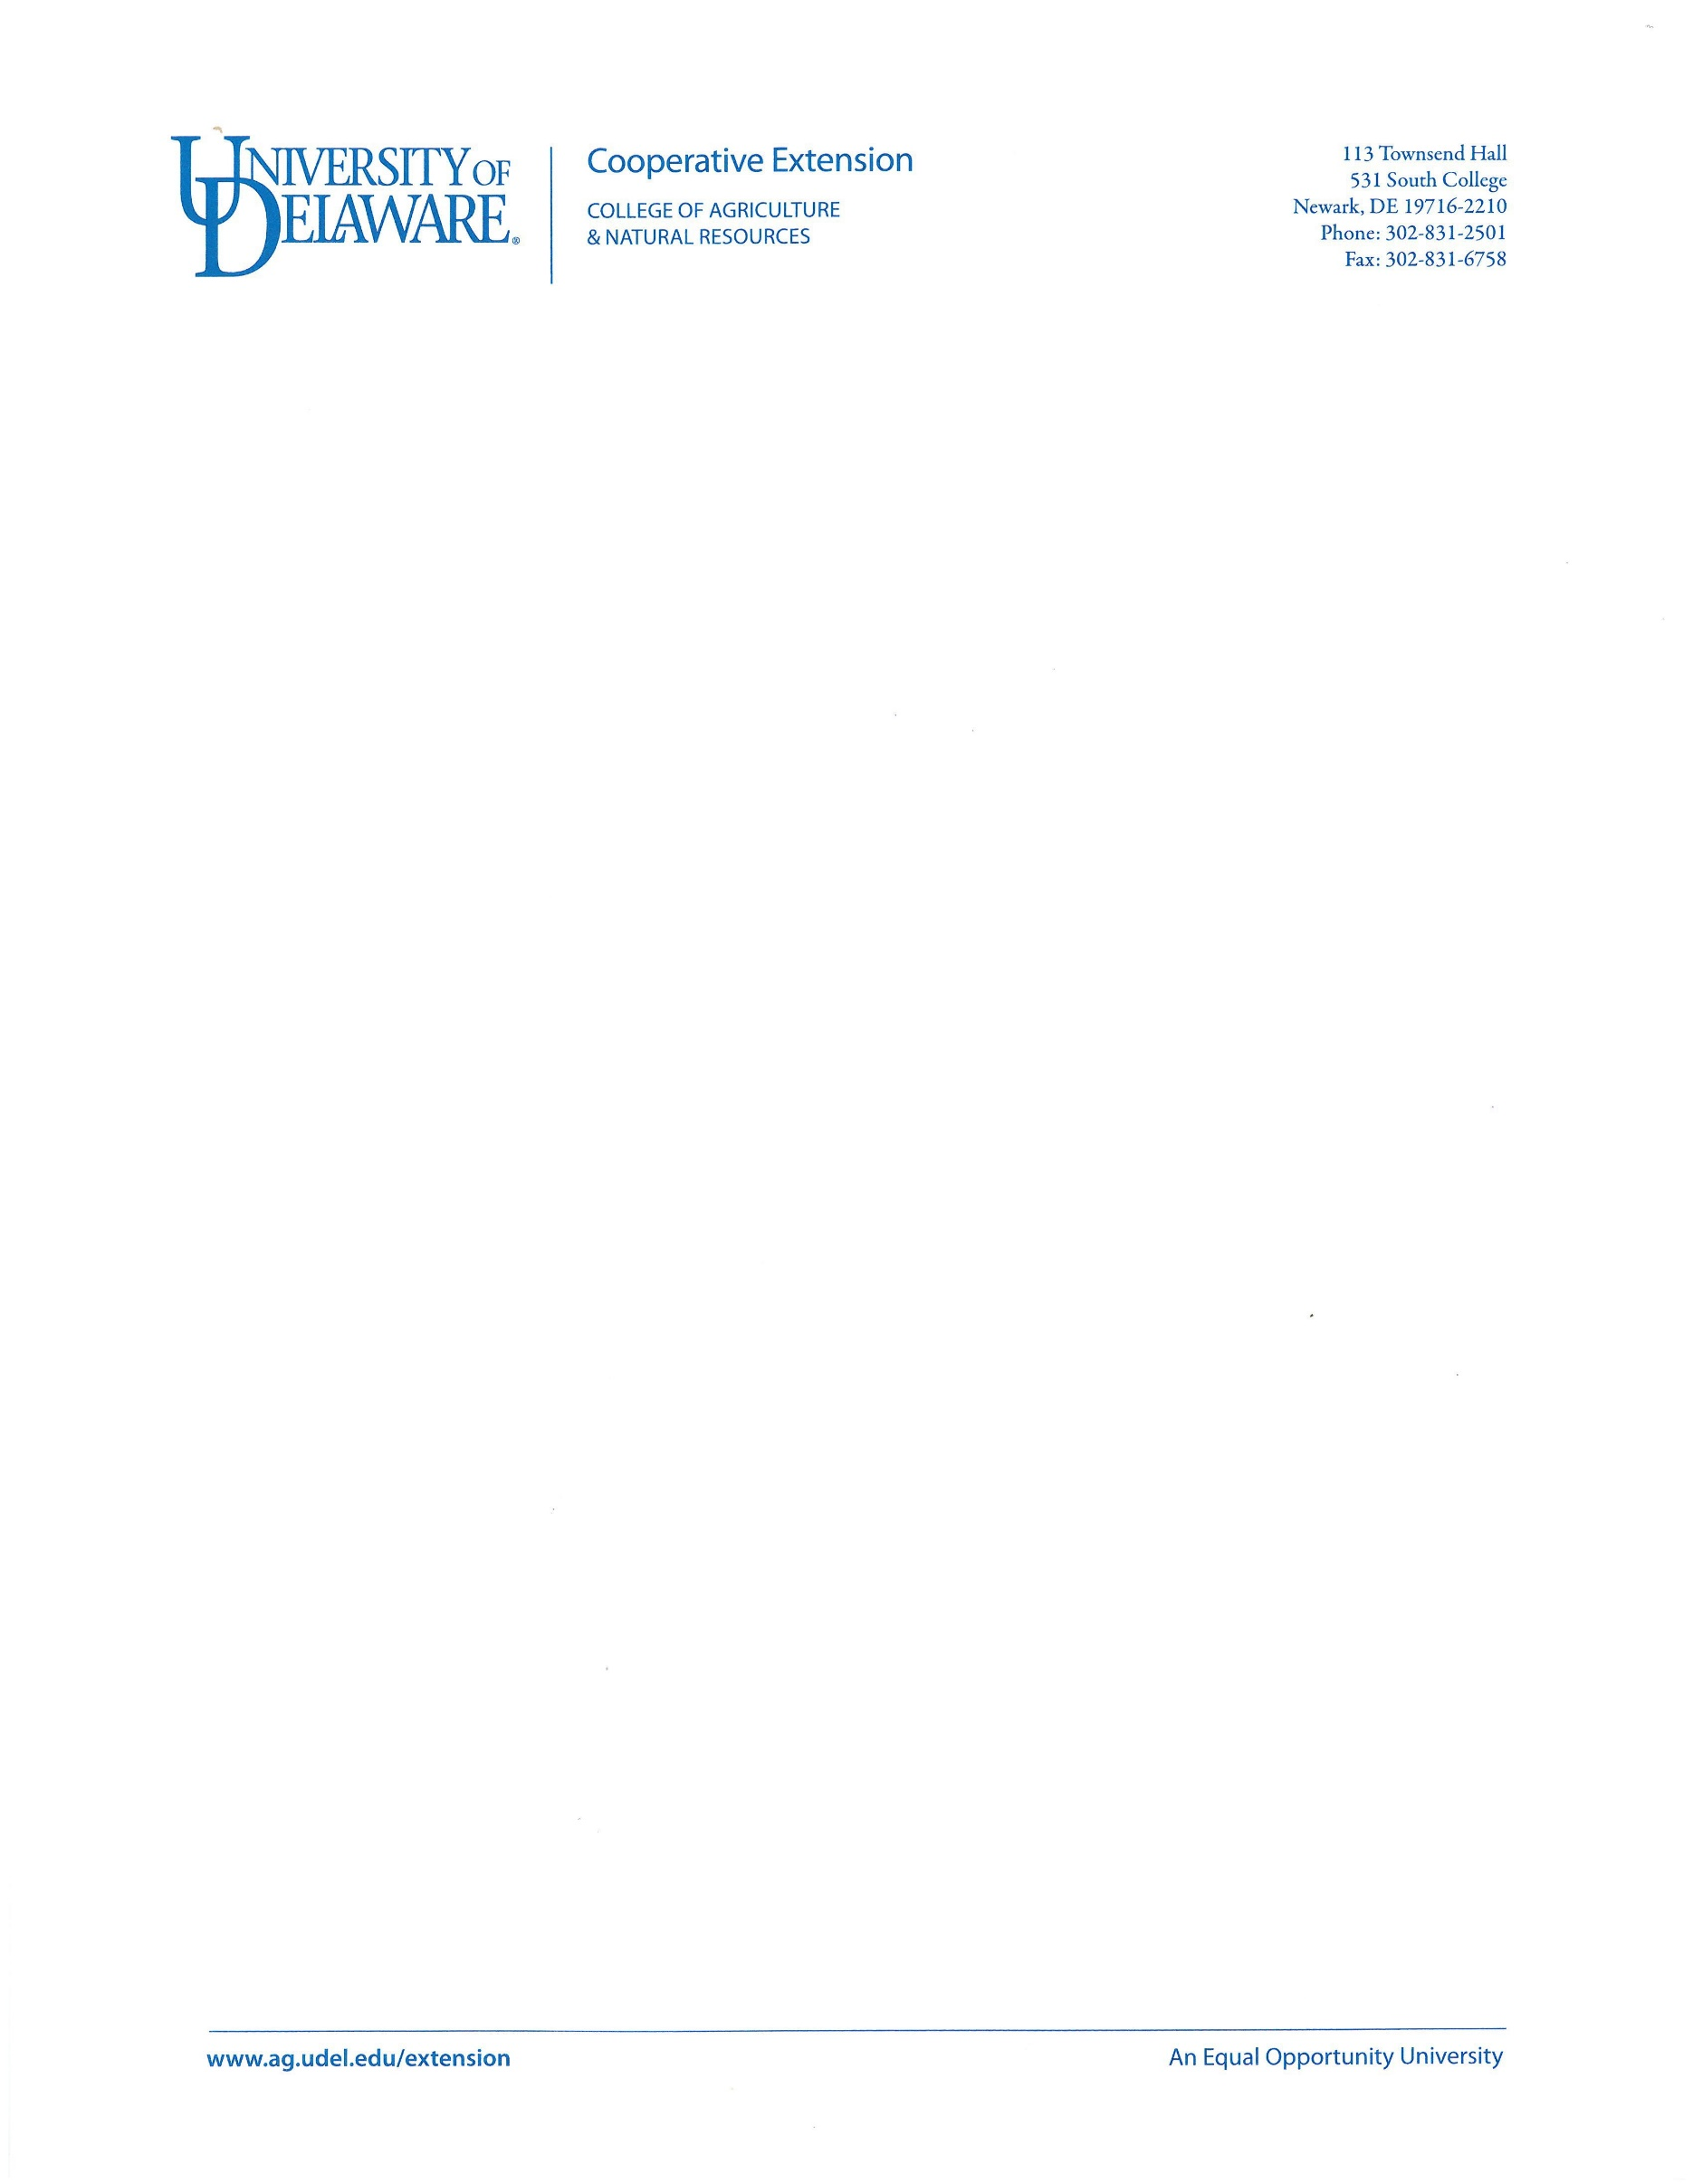 UNIVERSITY OF
DELAWARE®
Cooperative Extension
COLLEGE OF AGRICULTURE
& NATURAL RESOURCES
113 Townsend Hall
531 South College
Newark, DE 19716-2210
Phone: 302-831-2501
Fax: 302-831-6758
www.ag.udel.edu/extension
An Equal Opportunity University